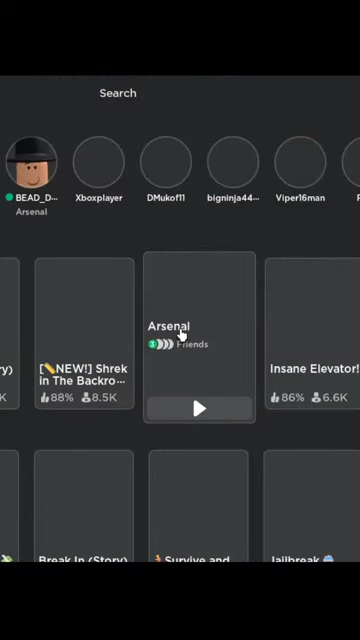 Search
BEAD_D...
Xboxplayer
DMukof11
bigninja44...
Viper16man
Arsenal
ry)
[✏️NEW!] Shrek
in The Backro...
Arsenal
Friends
Insane Elevator!
K
88%
8.5K
86%
6.6K
Break In (Story)
Survive and
Jailbreak